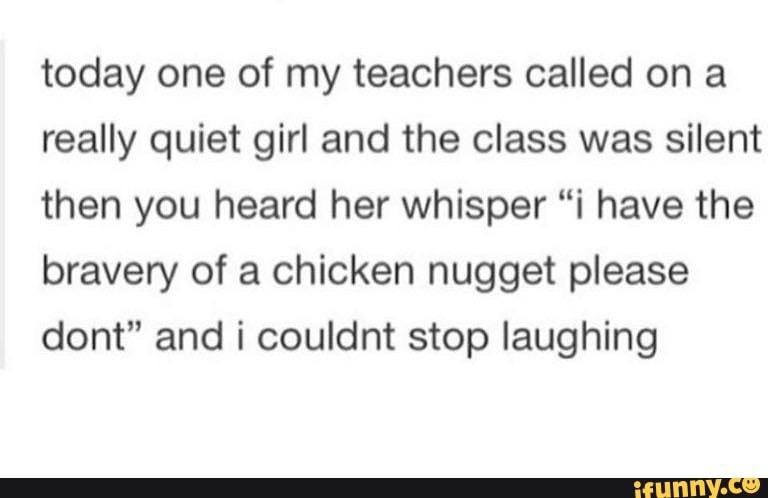 today one of my teachers called on a
really quiet girl and the class was silent
then you heard her whisper “i have the
bravery of a chicken nugget please
dont” and i couldnt stop laughing
ifunny.co